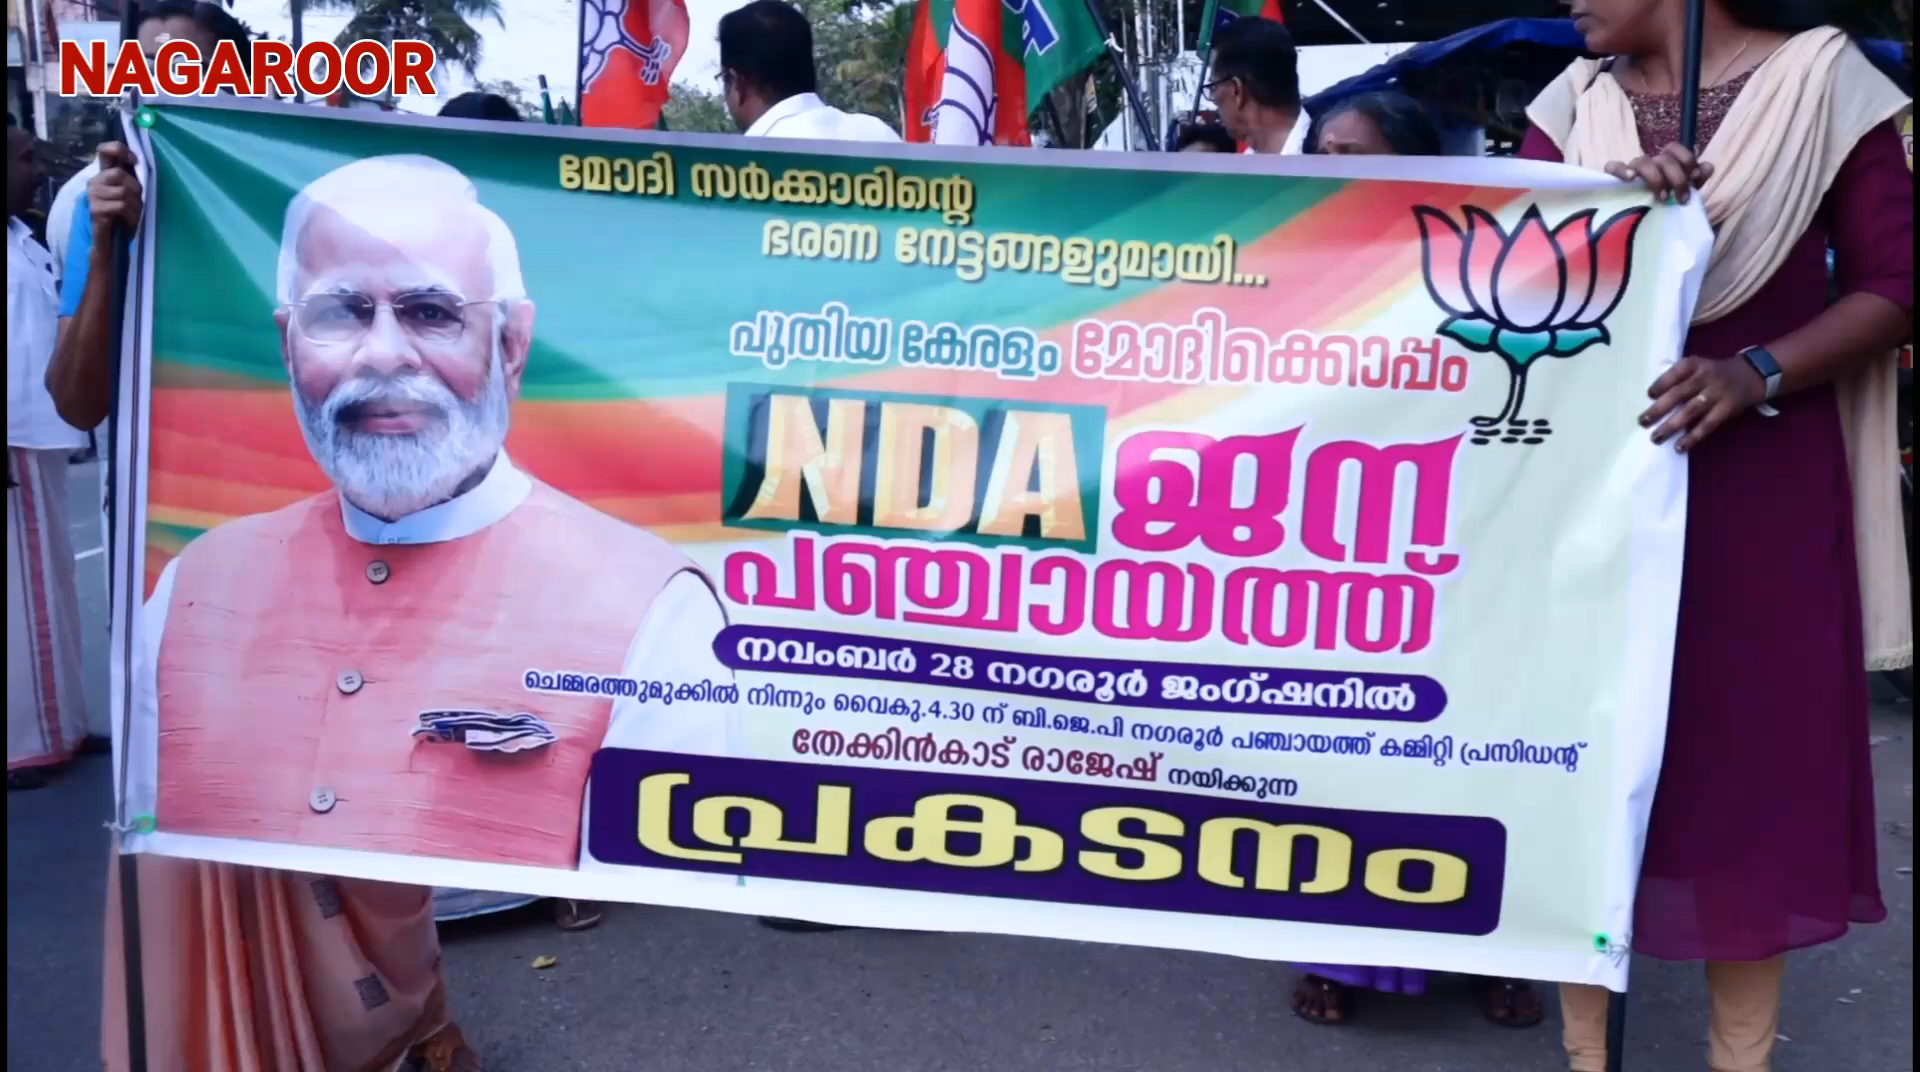 NAGAROOR
മോദി സർക്കാരിന്റെ
ഭരണ നേട്ടങ്ങളുമായി...
പുതിയ കേരളം മോദിക്കൊപ്പം
NDA ജന
പഞ്ചായത്ത്
നവംബർ 28 നഗരൂർ ജംഗ്ഷനിൽ
ചെമ്മരത്തുമുക്കിൽ നിന്നും വൈകു.4.30 ന് ബി.ജെ.പി നഗരൂർ പഞ്ചായത്ത് കമ്മിറ്റി പ്രസിഡന്റ്
തേക്കിൻകാട് രാജേഷ് നയിക്കുന്ന
പ്രകടനം